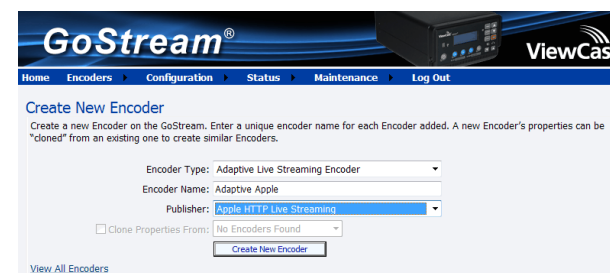 GoStream®
ViewCas
Home Encoders Configuration Status Maintenance Log Out
Create New Encoder
Create a new Encoder on the GoStream. Enter a unique encoder name for each Encoder added. A new Encoder's properties can be
"cloned" from an existing one to create similar Encoders.
Encoder Type: Adaptive Live Streaming Encoder
Encoder Name: Adaptive Apple
Publisher: Apple HTTP Live Streaming
Clone Properties From: No Encoders Found
Create New Encoder
View All Encoders